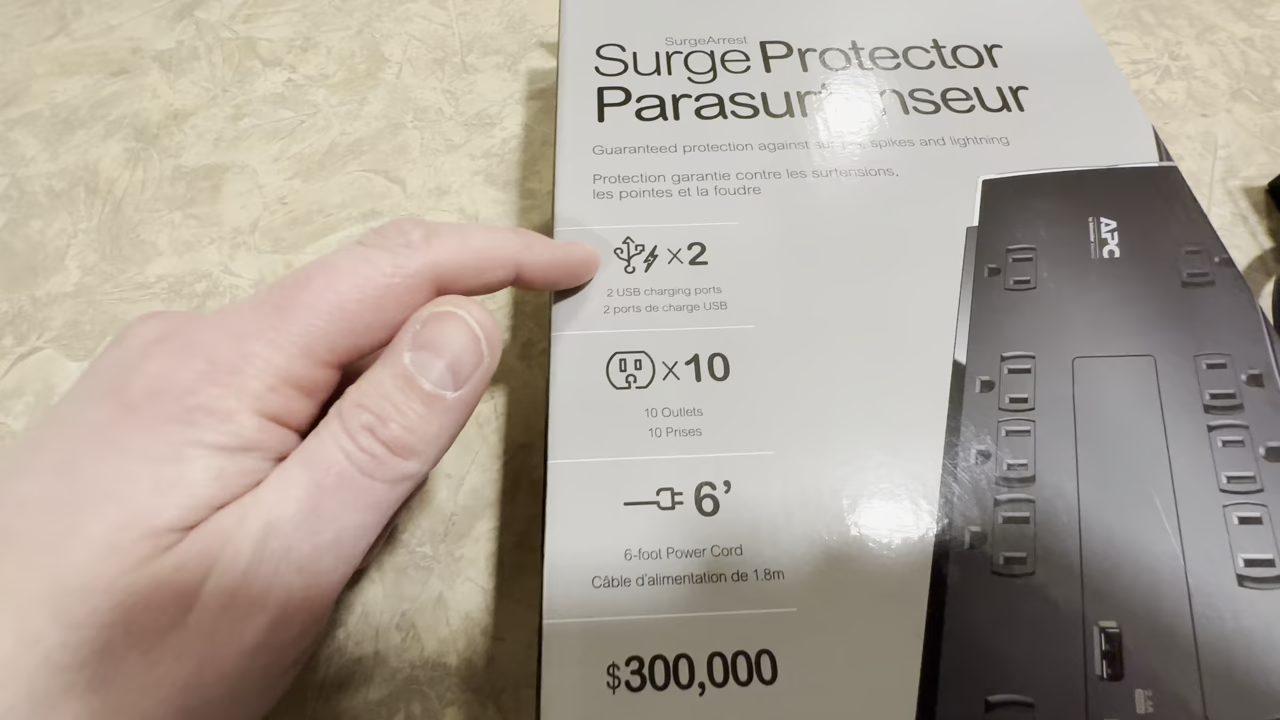 SurgeArrest
Surge Protector
Guaranteed protection against spikes and lightning
Protection garantie contre les surtensions,
les pointes et la foudre
×2
2 USB charging ports
2 ports de charge USB
×10
10 Outlets
10 Prises
6’
6-foot Power Cord
Câble d’alimentation de 1.8m
$300,000
APC